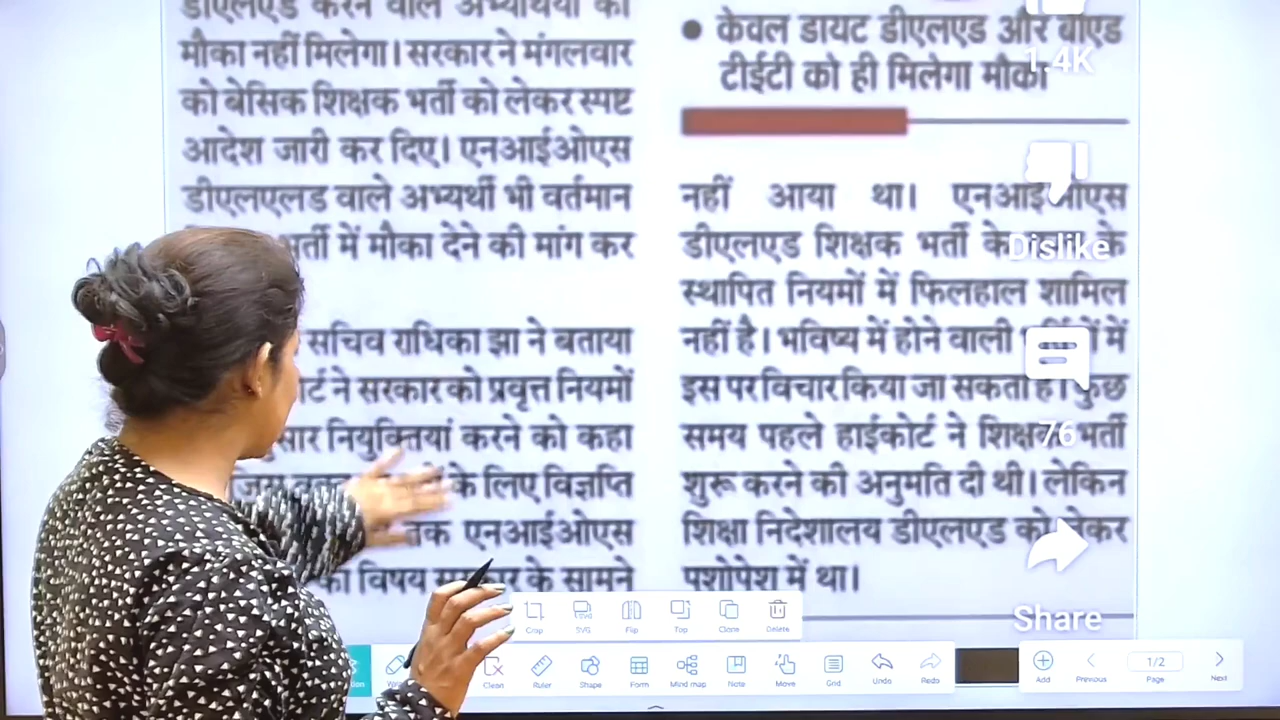 डीएलएड करने वाले अभ्यर्थियों को
मौका नहीं मिलेगा। सरकार ने मंगलवार
को बेसिक शिक्षक भर्ती को लेकर स्पष्ट
आदेश जारी कर दिए। एनआईओएस
डीएलएलड वाले अभ्यर्थी भी वर्तमान
में मौका देने की मांग कर
सचिव राधिका झा ने बताया
ने सरकार को प्रवृत्त नियमों
नियुक्तियां करने को कहा
के लिए विज्ञप्ति
तक एनआईओएस
का विषय सरकार के सामने
● केवल डायट डीएलएड और बीएड
टीईटी को ही मिलेगा मौका
नहीं आया था। एनआईओएस
डीएलएड शिक्षक भर्ती के के
स्थापित नियमों में फिलहाल शामिल
नहीं है। भविष्य में होने वाली में
इस पर विचार किया जा सकता है। कुछ
समय पहले हाईकोर्ट ने शिक्षक भर्ती
शुरू करने की अनुमति दी थी। लेकिन
शिक्षा निदेशालय डीएलएड को लेकर
पशोपेश में था।
1.4K
Dislike
76
Share
Crop SVG Flip Top Clone Delete
Clean Ruler Shape Form Mind map Note Move Grid Undo Redo
Add Previous 1/2 Page Next